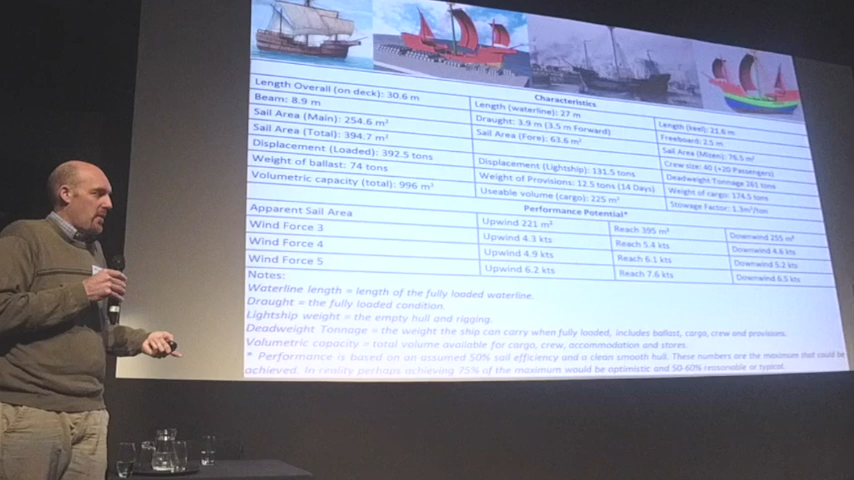 Characteristics
Length Overall (on deck): 30.6 m
Length (waterline): 27 m
Length (keel): 21.6 m
Beam: 8.9 m
Draught: 3.9 m (3.5 m Forward)
Freeboard: 2.5 m
Sail Area (Main): 254.6 m²
Sail Area (Fore): 63.6 m²
Sail Area (Mizen): 76.5 m²
Sail Area (Total): 394.7 m²
Crew size: 40 (+20 Passengers)
Displacement (Loaded): 392.5 tons
Displacement (Lightship): 131.5 tons
Deadweight Tonnage 261 tons
Weight of ballast: 74 tons
Weight of Provisions: 12.5 tons (14 Days)
Weight of cargo: 174.5 tons
Volumetric capacity (total): 996 m³
Useable volume (cargo): 225 m³
Stowage Factor: 1.3m³/ton
Performance Potential*
Apparent Sail Area
Upwind 221 m²
Reach 395 m²
Downwind 255 m²
Wind Force 3
Upwind 4.3 kts
Reach 5.4 kts
Downwind 4.6 kts
Wind Force 4
Upwind 4.9 kts
Reach 6.1 kts
Downwind 5.2 kts
Wind Force 5
Upwind 6.2 kts
Reach 7.6 kts
Downwind 6.5 kts
Notes:
Waterline length = length of the fully loaded waterline.
Draught = the fully loaded condition.
Lightship weight = the empty hull and rigging.
Deadweight Tonnage = the weight the ship can carry when fully loaded, includes ballast, cargo, crew and provisions.
Volumetric capacity = total volume available for cargo, crew, accommodation and stores.
* Performance is based on an assumed 50% sail efficiency and a clean smooth hull. These numbers are the maximum that could be
achieved. In reality perhaps achieving 75% of the maximum would be optimistic and 50-60% reasonable or typical.